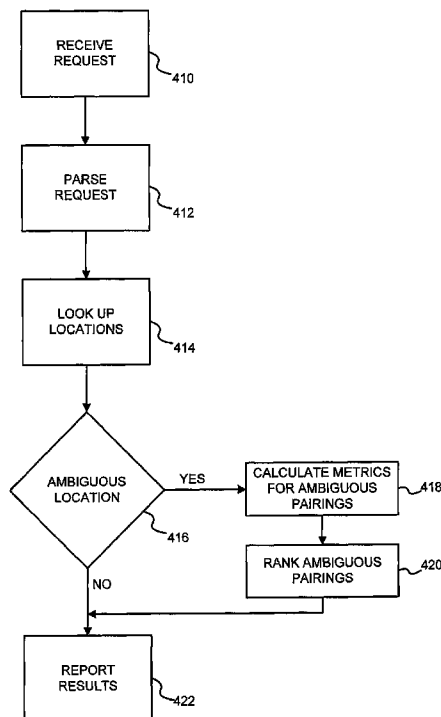 RECEIVE
REQUEST
410
PARSE
REQUEST
412
LOOK UP
LOCATIONS
414
AMBIGUOUS
LOCATION
416
YES
CALCULATE METRICS
FOR AMBIGUOUS
PAIRINGS
418
RANK AMBIGUOUS
PAIRINGS
420
NO
REPORT
RESULTS
422